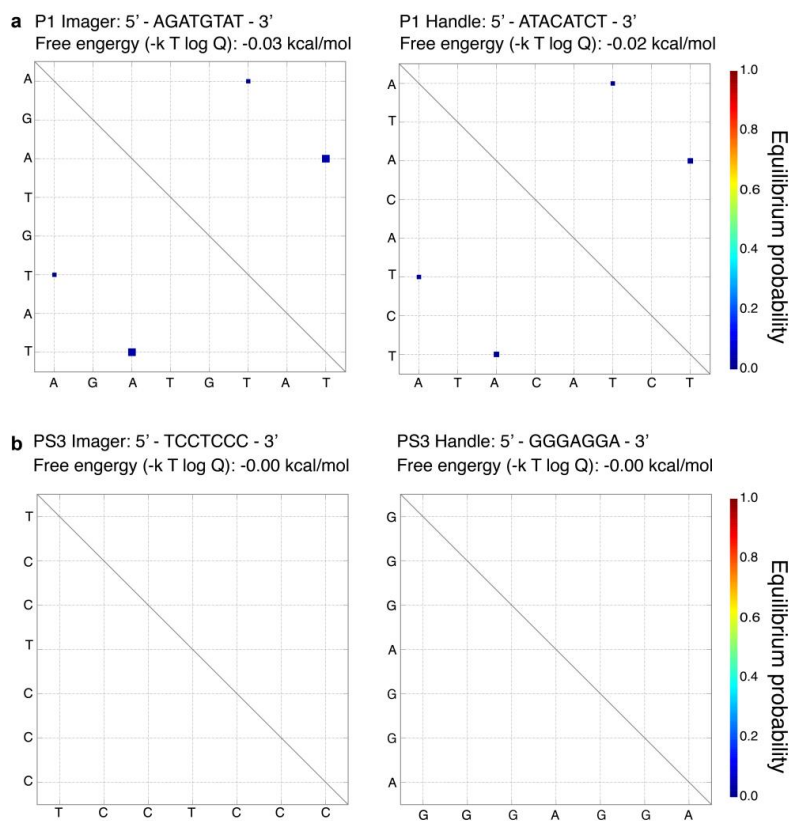 a P1 Imager: 5’ - AGATGTAT - 3’
Free engergy (-k T log Q): -0.03 kcal/mol
A
G
A
T
G
T
A
T
A G A T G T A T
P1 Handle: 5’ - ATACATCT - 3’
Free engergy (-k T log Q): -0.02 kcal/mol
A
T
A
C
A
T
C
T
A T A C A T C T
1.0
0.8
0.6
0.4
0.2
0.0
Equilibrium probability
b PS3 Imager: 5’ - TCCTCCC - 3’
Free engergy (-k T log Q): -0.00 kcal/mol
T
C
C
T
C
C
C
T C C T C C C
PS3 Handle: 5’ - GGGAGGA - 3’
Free engergy (-k T log Q): -0.00 kcal/mol
G
G
G
A
G
G
A
G G G A G G A
1.0
0.8
0.6
0.4
0.2
0.0
Equilibrium probability